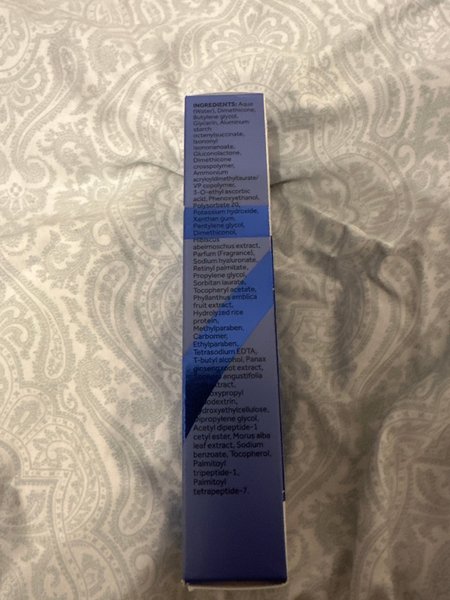 INGREDIENTS: Aqua
(Water), Dimethicone,
Butylene glycol,
Glycerin, Aluminum
starch
octenylsuccinate,
Isononyl
isononanoate,
Gluconolactone,
Dimethicone
crosspolymer,
Ammonium
acryloyldimethyltaurate/
VP copolymer,
3-O-ethyl ascorbic
acid, Phenoxyethanol,
Polysorbate 20,
Potassium hydroxide,
Xanthan gum,
Pentylene glycol,
Dimethiconol,
Hibiscus
abelmoschus extract,
Parfum (Fragrance),
Sodium hyaluronate,
Retinyl palmitate,
Propylene glycol,
Sorbitan laurate,
Tocopheryl acetate,
Phyllanthus emblica
fruit extract,
Hydrolyzed rice
protein,
Methylparaben,
Carbomer,
Ethylparaben,
Tetrasodium EDTA,
T-butyl alcohol, Panax
ginseng root extract,
angustifolia
extract,
Hydroxyethylcellulose,
Dipropylene glycol,
Acetyl dipeptide-1
cetyl ester, Morus alba
leaf extract, Sodium
benzoate, Tocopherol,
Palmitoyl
tripeptide-1,
Palmitoyl
tetrapeptide-7.